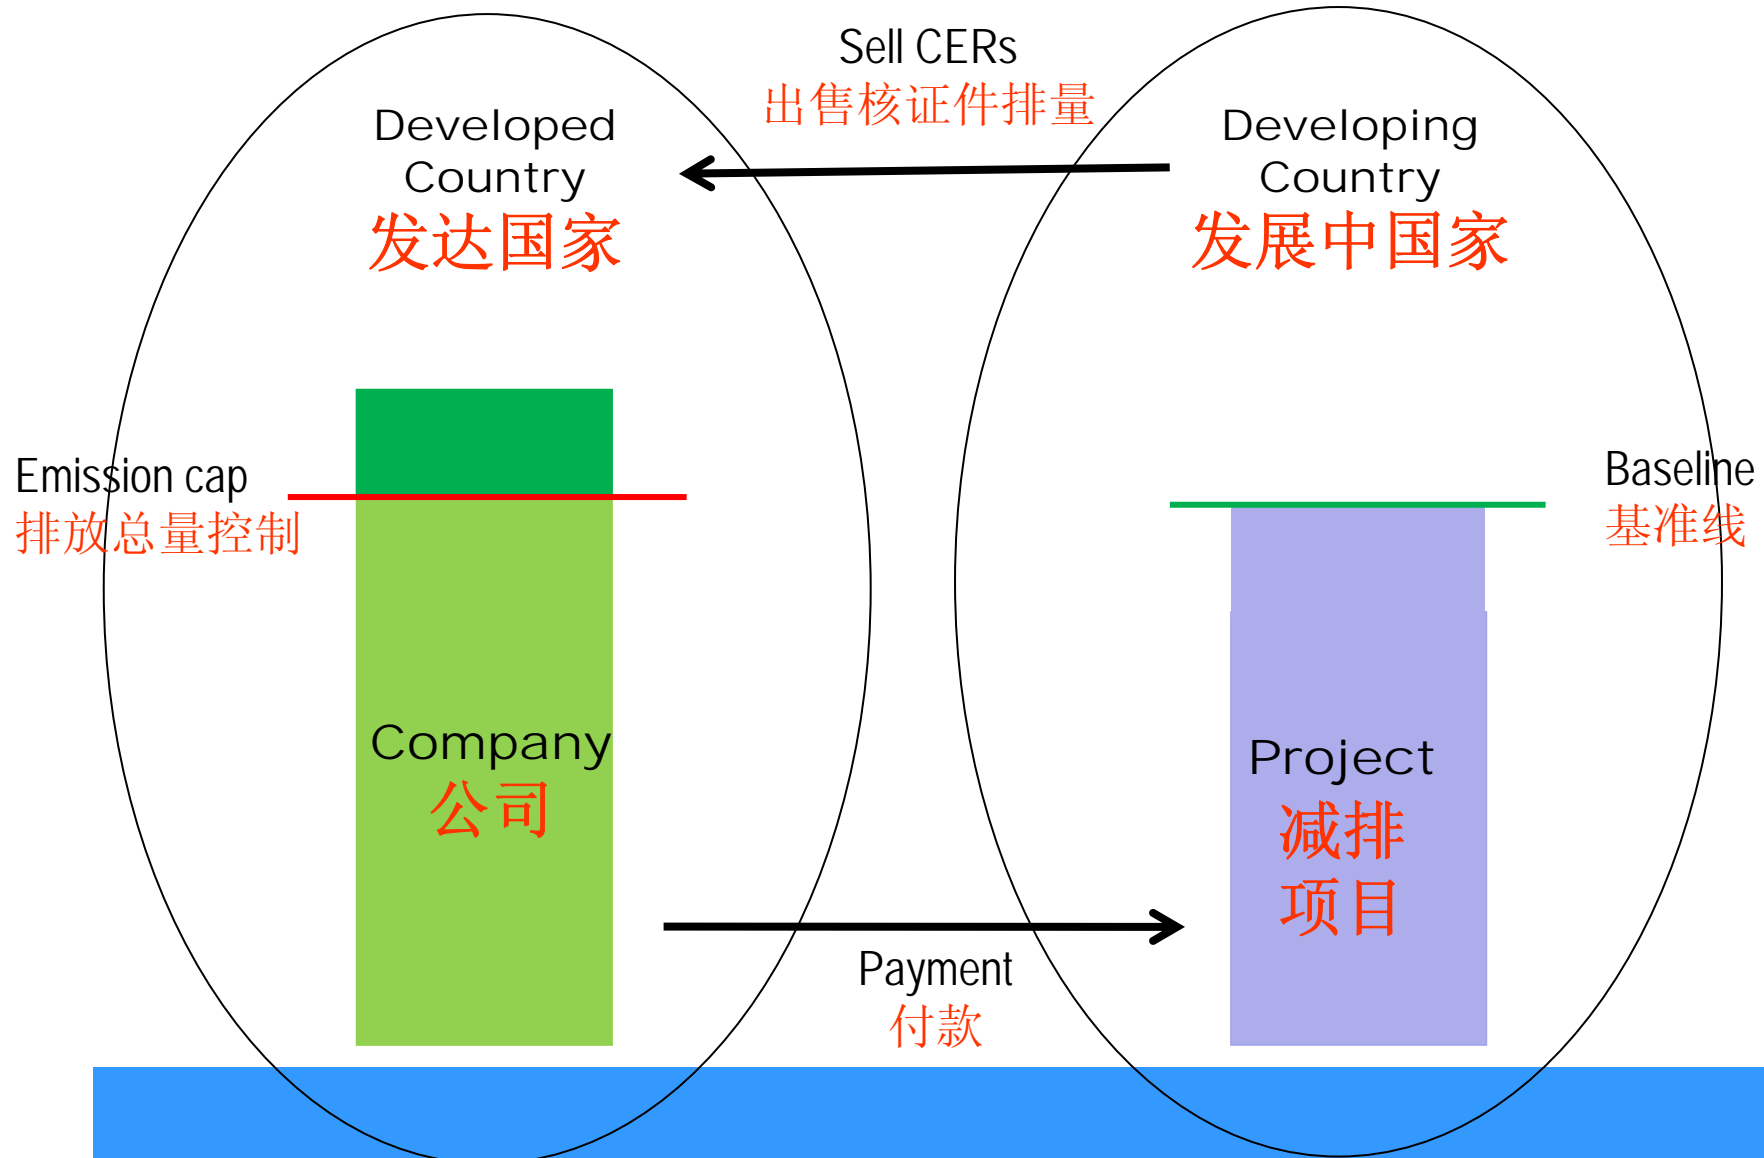 Sell CERs
出售核证件排量
Developed
Country
发达国家
Developing
Country
发展中国家
Emission cap
排放总量控制
Baseline
基准线
Company
公司
Project
减排
项目
Payment
付款